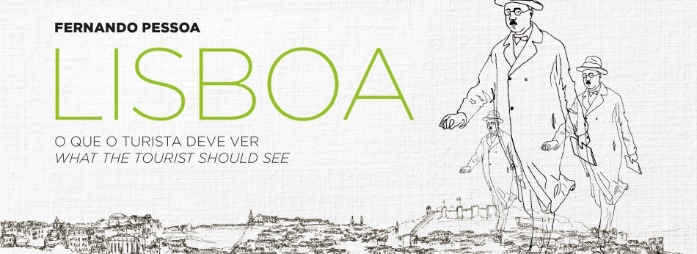 FERNANDO PESSOA
LISBOA
O QUE O TURISTA DEVE VER
WHAT THE TOURIST SHOULD SEE